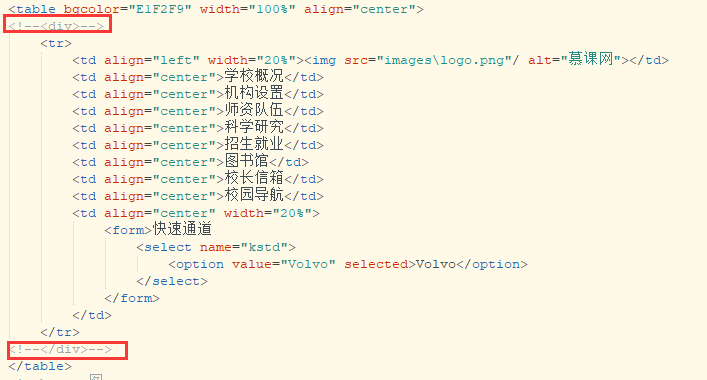 <table bgcolor="E1F2F9" width="100%" align="center">
<!--<div>-->
<tr>
<td align="left" width="20%"><img src="images\logo.png"/ alt="慕课网"></td>
<td align="center">学校概况</td>
<td align="center">机构设置</td>
<td align="center">师资队伍</td>
<td align="center">科学研究</td>
<td align="center">招生就业</td>
<td align="center">图书馆</td>
<td align="center">校长信箱</td>
<td align="center">校园导航</td>
<td align="center" width="20%">
<form>快速通道
<select name="kstd">
<option value="Volvo" selected>Volvo</option>
</select>
</form>
</td>
</tr>
<!--</div>-->
</table>